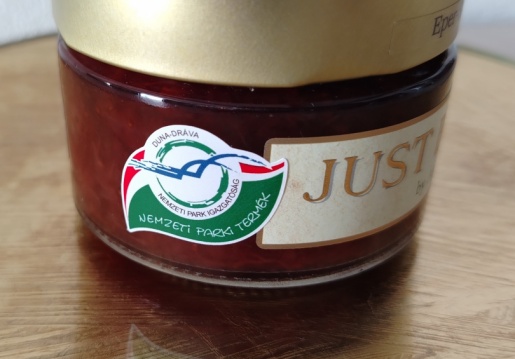 Eper
DUNA-DRÁVA
NEMZETI PARK IGAZGATÓSÁG
NEMZETI PARKI TERMÉK
JUST